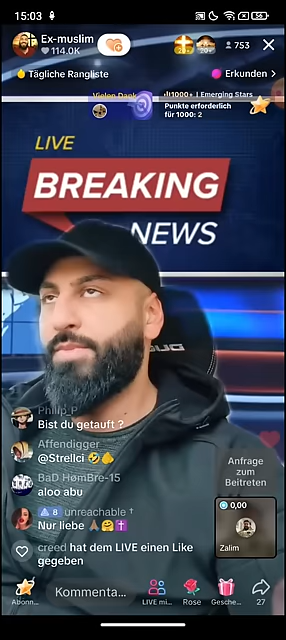 15:03
56
Ex-muslim
114.0K
20+
753
Tägliche Rangliste
Erkunden >
Vielen Dank
1000+ | Emerging Stars
Punkte erforderlich
für 1000: 2
LIVE
BREAKING
NEWS
Philip_P
Bist du getauft ?
Affendigger
@Strellci 🤣🫵
BaD HømBre-15
aloo abu
8 unreachable †
Nur liebe 🙏🏽🫶🏽✝️
creed hat dem LIVE einen Like
gegeben
Anfrage
zum
Beitreten
0,00
Zalim
Abonn...
Kommenta...
LIVE mi...
Rose
Gesche...
27